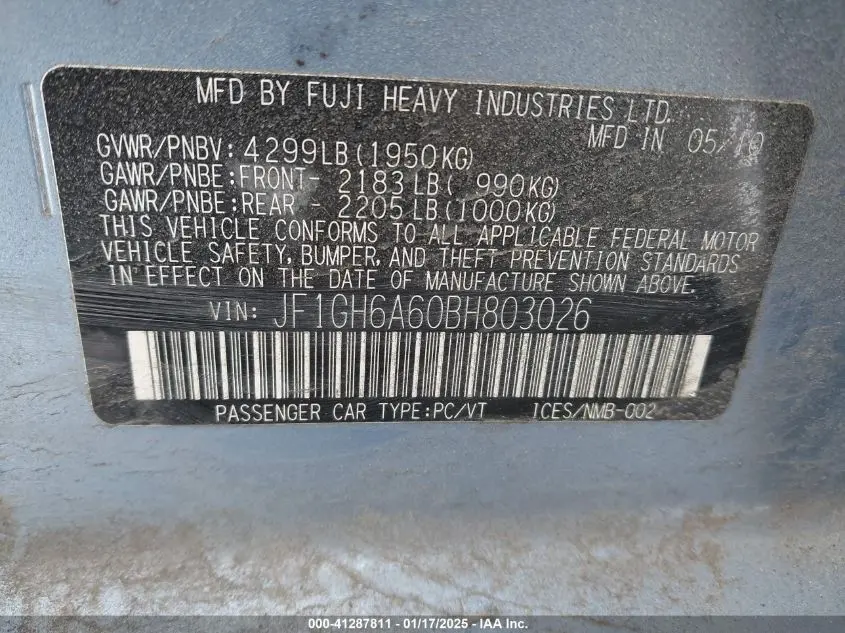 MFD BY FUJI HEAVY INDUSTRIES LTD.
MFD IN 05/10
GVWR/PNBV: 4299LB(1950KG)
GAWR/PNBE:FRONT- 2183LB( 990KG)
GAWR/PNBE:REAR - 2205LB(1000KG)
THIS VEHICLE CONFORMS TO ALL APPLICABLE FEDERAL MOTOR
VEHICLE SAFETY, BUMPER, AND THEFT PREVENTION STANDARDS
IN EFFECT ON THE DATE OF MANUFACTURE SHOWN ABOVE.
VIN: JF1GH6A60BH803026
PASSENGER CAR TYPE:PC/VT ICES/NMB-002
000-41287811 - 01/17/2025 - IAAI.COM